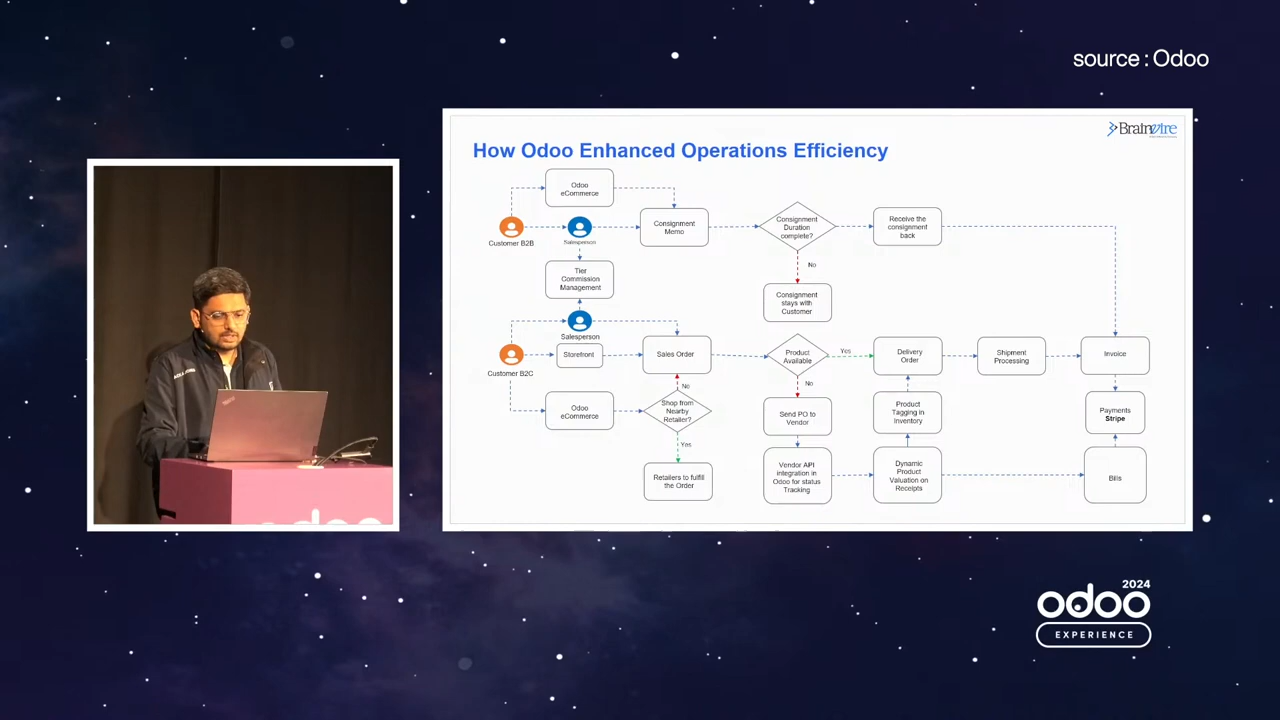 source : Odoo
Brainvire
How Odoo Enhanced Operations Efficiency
Odoo
eCommerce
Customer B2B
Salesperson
Consignment
Memo
Consignment
Duration
complete?
Receive the
consignment
back
No
Consignment
stays with
Customer
Tier
Commission
Management
Salesperson
Customer B2C
Storefront
Sales Order
Product
Available
Yes
Delivery
Order
Shipment
Processing
Invoice
No
No
Odoo
eCommerce
Shop from
Nearby
Retailer?
Send PO to
Vendor
Product
Tagging in
Inventory
Payments
Stripe
Yes
Retailers to fulfill
the Order
Vendor API
integration in
Odoo for status
Tracking
Dynamic
Product
Valuation on
Receipts
Bills
odoo
2024
odoo
EXPERIENCE